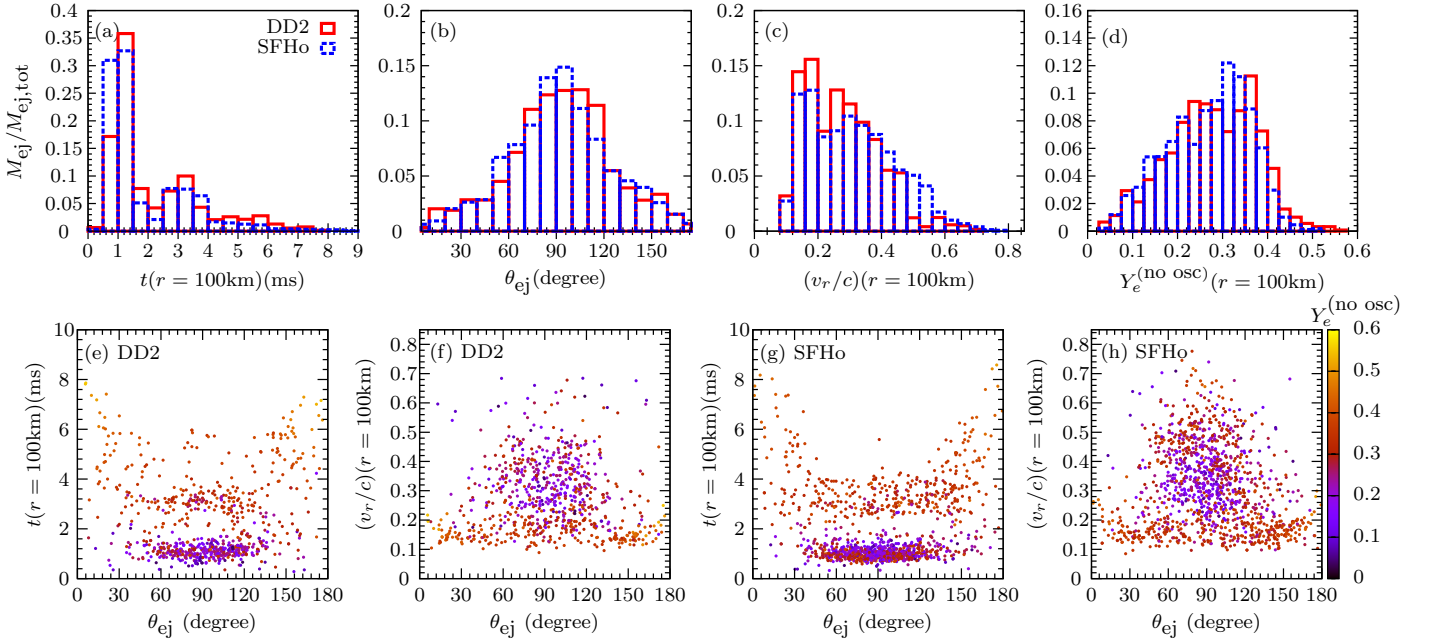 0.4
0.35
0.3
0.25
0.2
0.15
0.1
0.05
0
M_ej/M_ej,tot
(a)
DD2
SFHo
0 1 2 3 4 5 6 7 8 9
t(r = 100km)(ms)
0.2
0.15
0.1
0.05
0
(b)
30 60 90 120 150
θ_ej(degree)
0.2
0.15
0.1
0.05
0
(c)
0 0.2 0.4 0.6 0.8
(v_r/c)(r = 100km)
0.16
0.14
0.12
0.10
0.08
0.06
0.04
0.02
0
(d)
0 0.1 0.2 0.3 0.4 0.5 0.6
Y_e^(no osc)(r = 100km)
10
8
6
4
2
0
t(r = 100km)(ms)
(e) DD2
0 30 60 90 120 150 180
θ_ej (degree)
0.8
0.7
0.6
0.5
0.4
0.3
0.2
0.1
0
(v_r/c)(r = 100km)
(f) DD2
0 30 60 90 120 150 180
θ_ej (degree)
10
8
6
4
2
0
t(r = 100km)(ms)
(g) SFHo
0 30 60 90 120 150 180
θ_ej (degree)
0.8
0.7
0.6
0.5
0.4
0.3
0.2
0.1
0
(v_r/c)(r = 100km)
(h) SFHo
0 30 60 90 120 150 180
θ_ej (degree)
Y_e^(no osc)
0.6
0.5
0.4
0.3
0.2
0.1
0